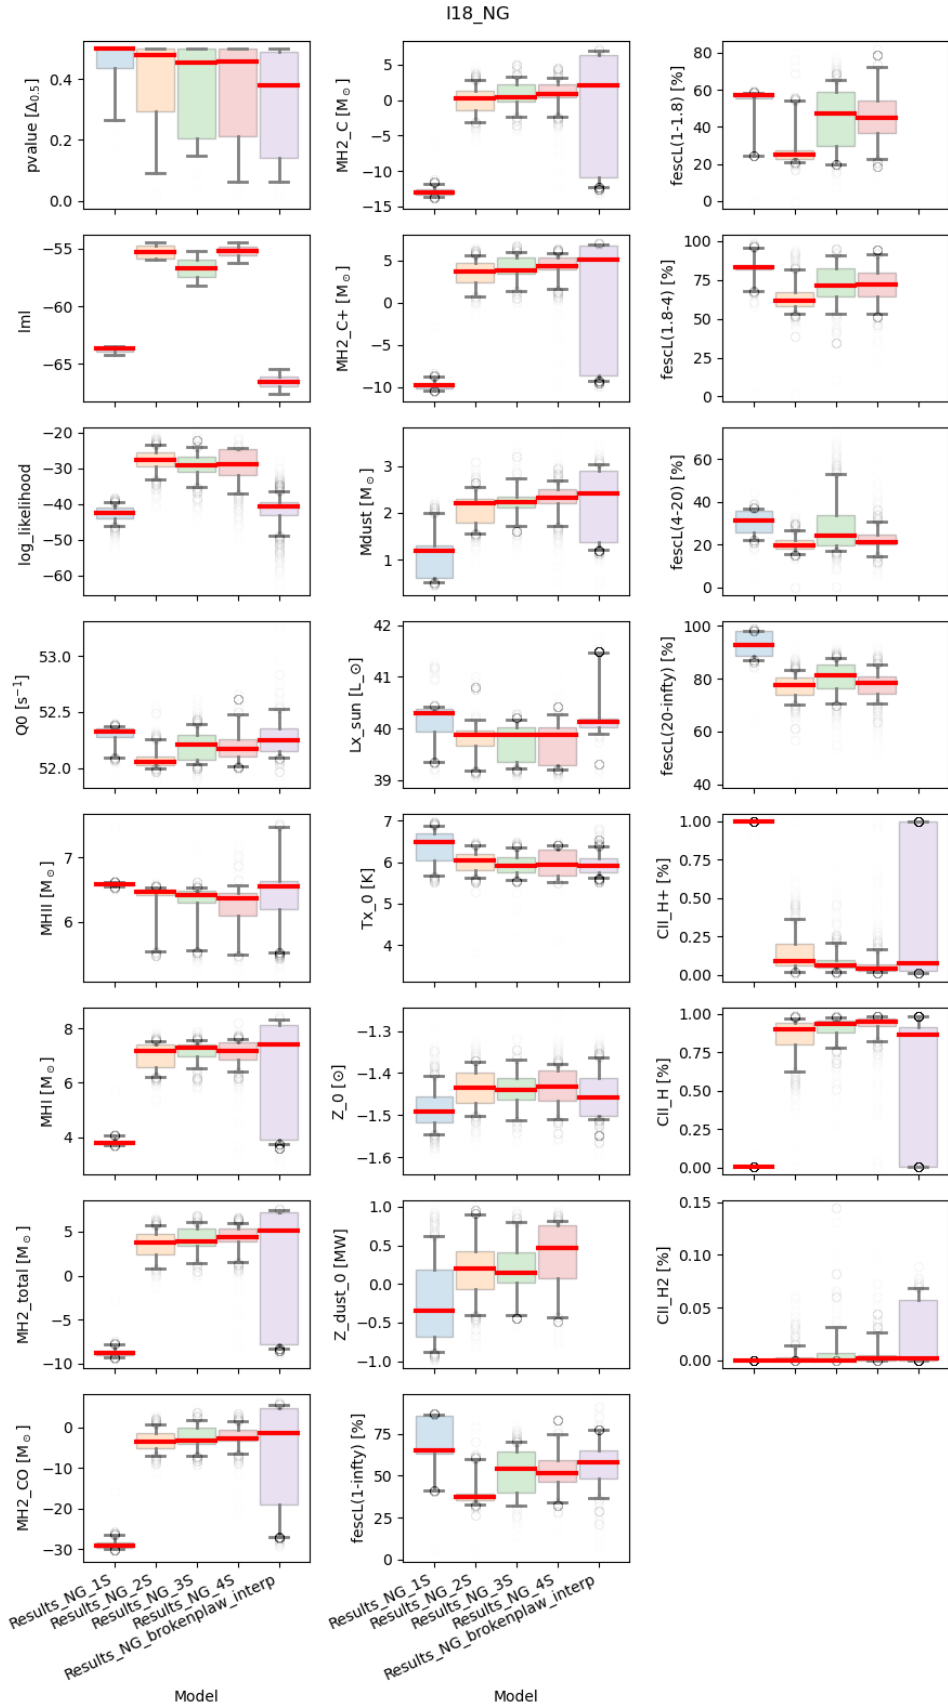 I18_NG
pvalue [Δ0.5]
0.4
0.2
0.0
MH2_C [M⊙]
5
0
−5
−10
−15
fescL(1-1.8) [%]
80
60
40
20
0
lml
−55
−60
−65
MH2_C+ [M⊙]
5
0
−5
−10
fescL(1.8-4) [%]
100
75
50
25
0
log_likelihood
−20
−30
−40
−50
−60
Mdust [M⊙]
3
2
1
fescL(4-20) [%]
60
40
20
0
Q0 [s−1]
53.0
52.5
52.0
Lx_sun [L_⊙]
42
41
40
39
fescL(20-infty) [%]
100
80
60
40
MHII [M⊙]
7
6
Tx_0 [K]
7
6
5
4
CII_H+ [%]
1.00
0.75
0.50
0.25
0.00
MHI [M⊙]
8
6
4
Z_0 [⊙]
−1.3
−1.4
−1.5
−1.6
CII_H [%]
1.00
0.75
0.50
0.25
0.00
MH2_total [M⊙]
5
0
−5
−10
Z_dust_0 [MW]
1.0
0.5
0.0
−0.5
−1.0
CII_H2 [%]
0.15
0.10
0.05
0.00
MH2_CO [M⊙]
0
−10
−20
−30
fescL(1-infty) [%]
75
50
25
0
Results_NG_1S
Results_NG_2S
Results_NG_3S
Results_NG_4S
Results_NG_brokenplaw_interp
Model
Results_NG_1S
Results_NG_2S
Results_NG_3S
Results_NG_4S
Results_NG_brokenplaw_interp
Model